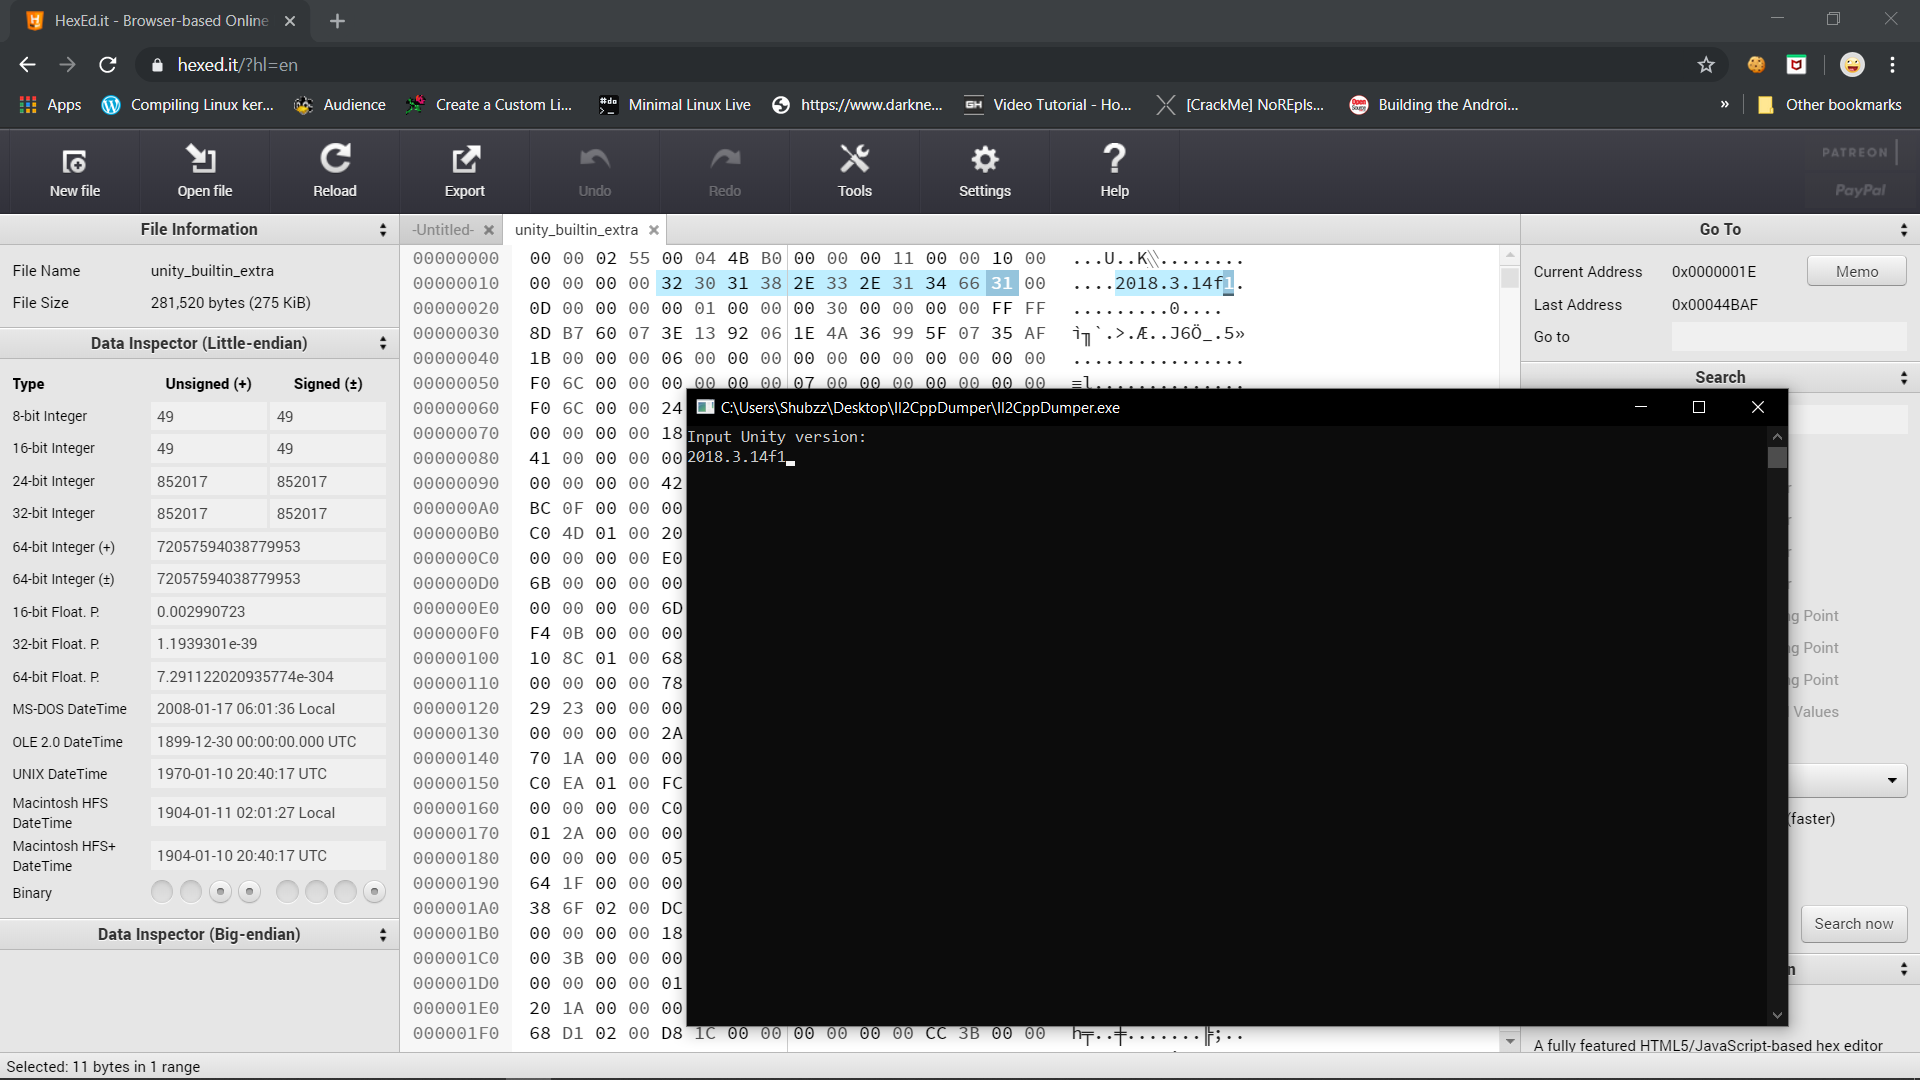 HexEd.it - Browser-based Online
hexed.it/?hl=en
Apps
Compiling Linux ker...
Audience
Create a Custom Li...
Minimal Linux Live
https://www.darkne...
Video Tutorial - Ho...
[CrackMe] NoREpls...
Building the Androi...
»
Other bookmarks
New file
Open file
Reload
Export
Undo
Redo
Tools
Settings
Help
PATREON
PayPal
File Information
File Name unity_builtin_extra
File Size 281,520 bytes (275 KiB)
Data Inspector (Little-endian)
Type Unsigned (+) Signed (±)
8-bit Integer 49 49
16-bit Integer 49 49
24-bit Integer 852017 852017
32-bit Integer 852017 852017
64-bit Integer (+) 72057594038779953
64-bit Integer (±) 72057594038779953
16-bit Float. P. 0.002990723
32-bit Float. P. 1.1939301e-39
64-bit Float. P. 7.291122020935774e-304
MS-DOS DateTime 2008-01-17 06:01:36 Local
OLE 2.0 DateTime 1899-12-30 00:00:00.000 UTC
UNIX DateTime 1970-01-10 20:40:17 UTC
Macintosh HFS
DateTime 1904-01-11 02:01:27 Local
Macintosh HFS+
DateTime 1904-01-10 20:40:17 UTC
Binary
Data Inspector (Big-endian)
-Untitled-
unity_builtin_extra
00000000 00 00 02 55 00 04 4B B0 00 00 00 11 00 00 10 00 ...U..K░........
00000010 00 00 00 00 32 30 31 38 2E 33 2E 31 34 66 31 00 ....2018.3.14f1.
00000020 0D 00 00 00 00 01 00 00 00 30 00 00 00 00 FF FF .........0....
00000030 8D B7 60 07 3E 13 92 06 1E 4A 36 99 5F 07 35 AF ì╖`.>.Æ..J6Ö_.5»
00000040 1B 00 00 00 06 00 00 00 00 00 00 00 00 00 00 00 ................
00000050 F0 6C 00 00 00 00 00 00 07 00 00 00 00 00 00 00 ≡l..............
00000060 F0 6C 00 00 24
00000070 00 00 00 00 18
00000080 41 00 00 00 00
00000090 00 00 00 00 42
000000A0 BC 0F 00 00 00
000000B0 C0 4D 01 00 20
000000C0 00 00 00 00 E0
000000D0 6B 00 00 00 00
000000E0 00 00 00 00 6D
000000F0 F4 0B 00 00 00
00000100 10 8C 01 00 68
00000110 00 00 00 00 78
00000120 29 23 00 00 00
00000130 00 00 00 00 2A
00000140 70 1A 00 00 00
00000150 C0 EA 01 00 FC
00000160 00 00 00 00 C0
00000170 01 2A 00 00 00
00000180 00 00 00 00 05
00000190 64 1F 00 00 00
000001A0 38 6F 02 00 DC
000001B0 00 00 00 00 18
000001C0 00 3B 00 00 00
000001D0 00 00 00 00 01
000001E0 20 1A 00 00 00
000001F0 68 D1 02 00 D8 1C 00 00 00 00 00 00 CC 3B 00 00 h╤..╪.......╠;..
C:\Users\Shubzz\Desktop\Il2CppDumper\Il2CppDumper.exe
Input Unity version:
2018.3.14f1
Go To
Current Address 0x0000001E Memo
Last Address 0x00044BAF
Go to
Search
Point
Point
Point
Values
(faster)
Search now
A fully featured HTML5/JavaScript-based hex editor
Selected: 11 bytes in 1 range